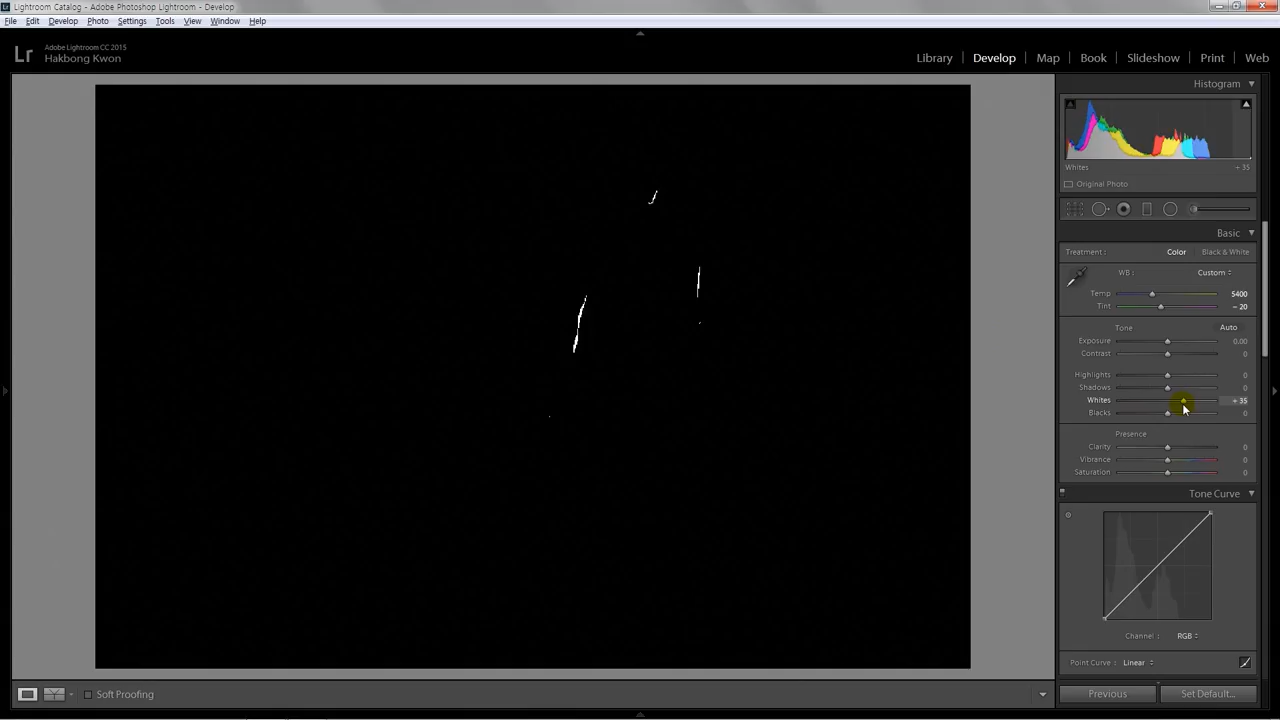 Lightroom Catalog - Adobe Photoshop Lightroom - Develop
File Edit Develop Photo Settings Tools View Window Help
Lr
Adobe Lightroom CC 2015
Hakbong Kwon
Library | Develop | Map | Book | Slideshow | Print | Web
Histogram
Whites + 35
Original Photo
Basic
Treatment : Color Black & White
WB : Custom
Temp 5400
Tint - 20
Tone Auto
Exposure 0.00
Contrast 0
Highlights 0
Shadows 0
Whites + 35
Blacks 0
Presence
Clarity 0
Vibrance 0
Saturation 0
Tone Curve
Channel : RGB
Point Curve : Linear
Soft Proofing
Previous Set Default...